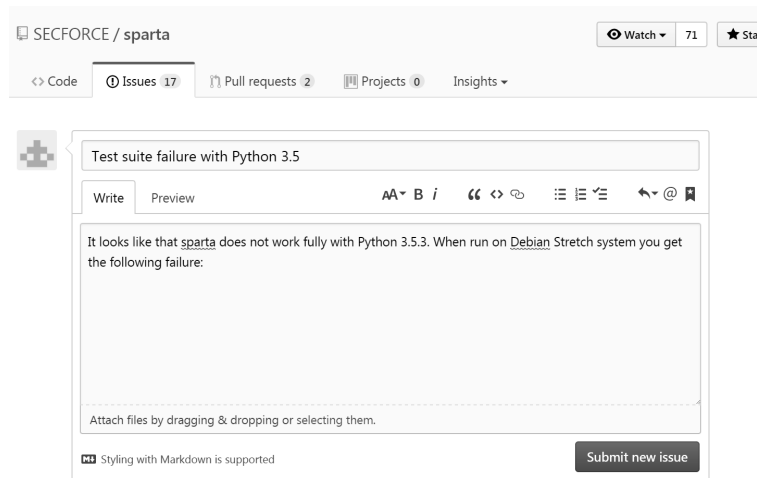 SECFORCE / sparta
Watch 71
Code Issues 17 Pull requests 2 Projects 0 Insights
Test suite failure with Python 3.5
Write Preview AA B i @
It looks like that sparta does not work fully with Python 3.5.3. When run on Debian Stretch system you get
the following failure:
Attach files by dragging & dropping or selecting them.
Styling with Markdown is supported
Submit new issue